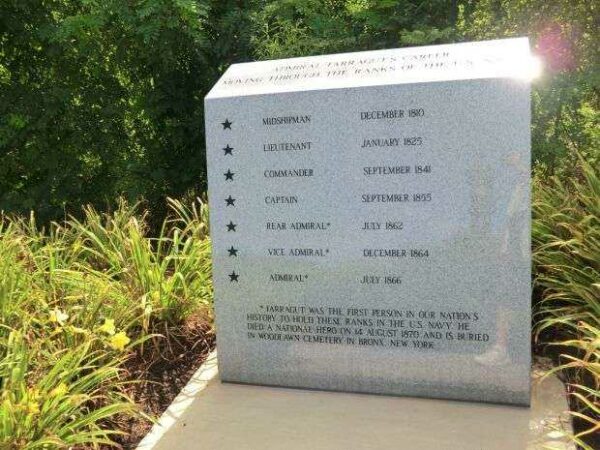 ADMIRAL FARRAGUT'S CAREER
MOVING THROUGH THE RANKS OF THE U.S. NAVY
MIDSHIPMAN DECEMBER 1810
LIEUTENANT JANUARY 1825
COMMANDER SEPTEMBER 1841
CAPTAIN SEPTEMBER 1855
REAR ADMIRAL* JULY 1862
VICE ADMIRAL* DECEMBER 1864
ADMIRAL* JULY 1866
* FARRAGUT WAS THE FIRST PERSON IN OUR NATION'S
HISTORY TO HOLD THESE RANKS IN THE U.S. NAVY. HE
DIED A NATIONAL HERO ON 14 AUGUST 1870 AND IS BURIED
IN WOODLAWN CEMETERY IN BRONX, NEW YORK